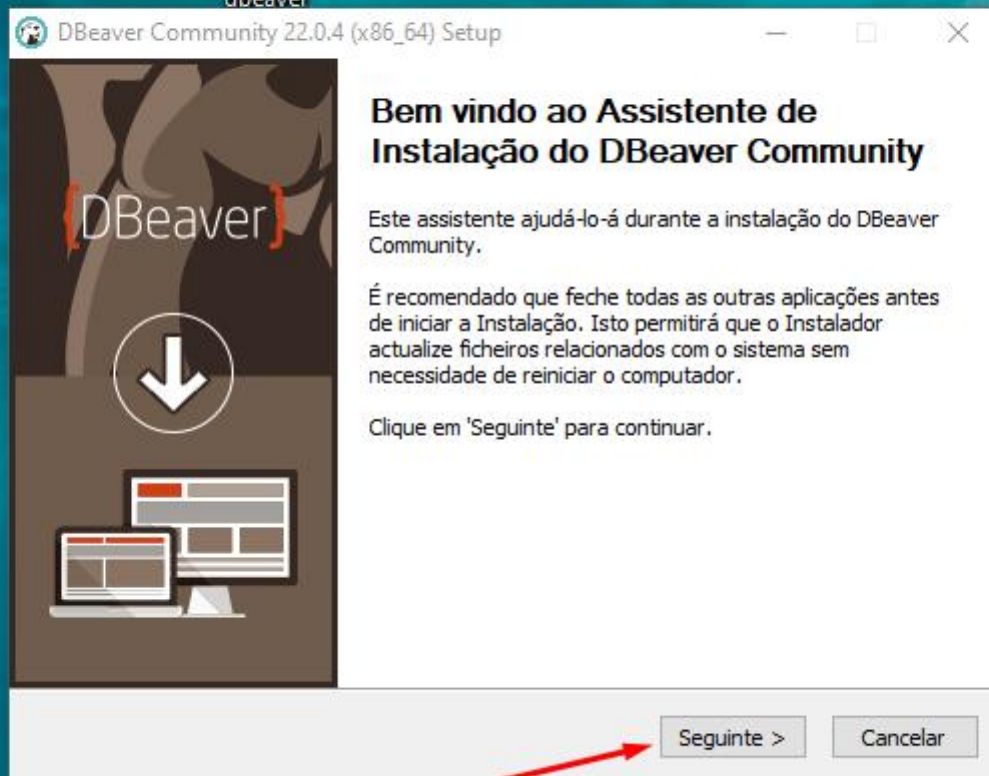 dbeaver
DBeaver Community 22.0.4 (x86_64) Setup
{DBeaver}
Bem vindo ao Assistente de
Instalação do DBeaver Community
Este assistente ajudá-lo-á durante a instalação do DBeaver
Community.
É recomendado que feche todas as outras aplicações antes
de iniciar a Instalação. Isto permitirá que o Instalador
actualize ficheiros relacionados com o sistema sem
necessidade de reiniciar o computador.
Clique em 'Seguinte' para continuar.
Seguinte >
Cancelar